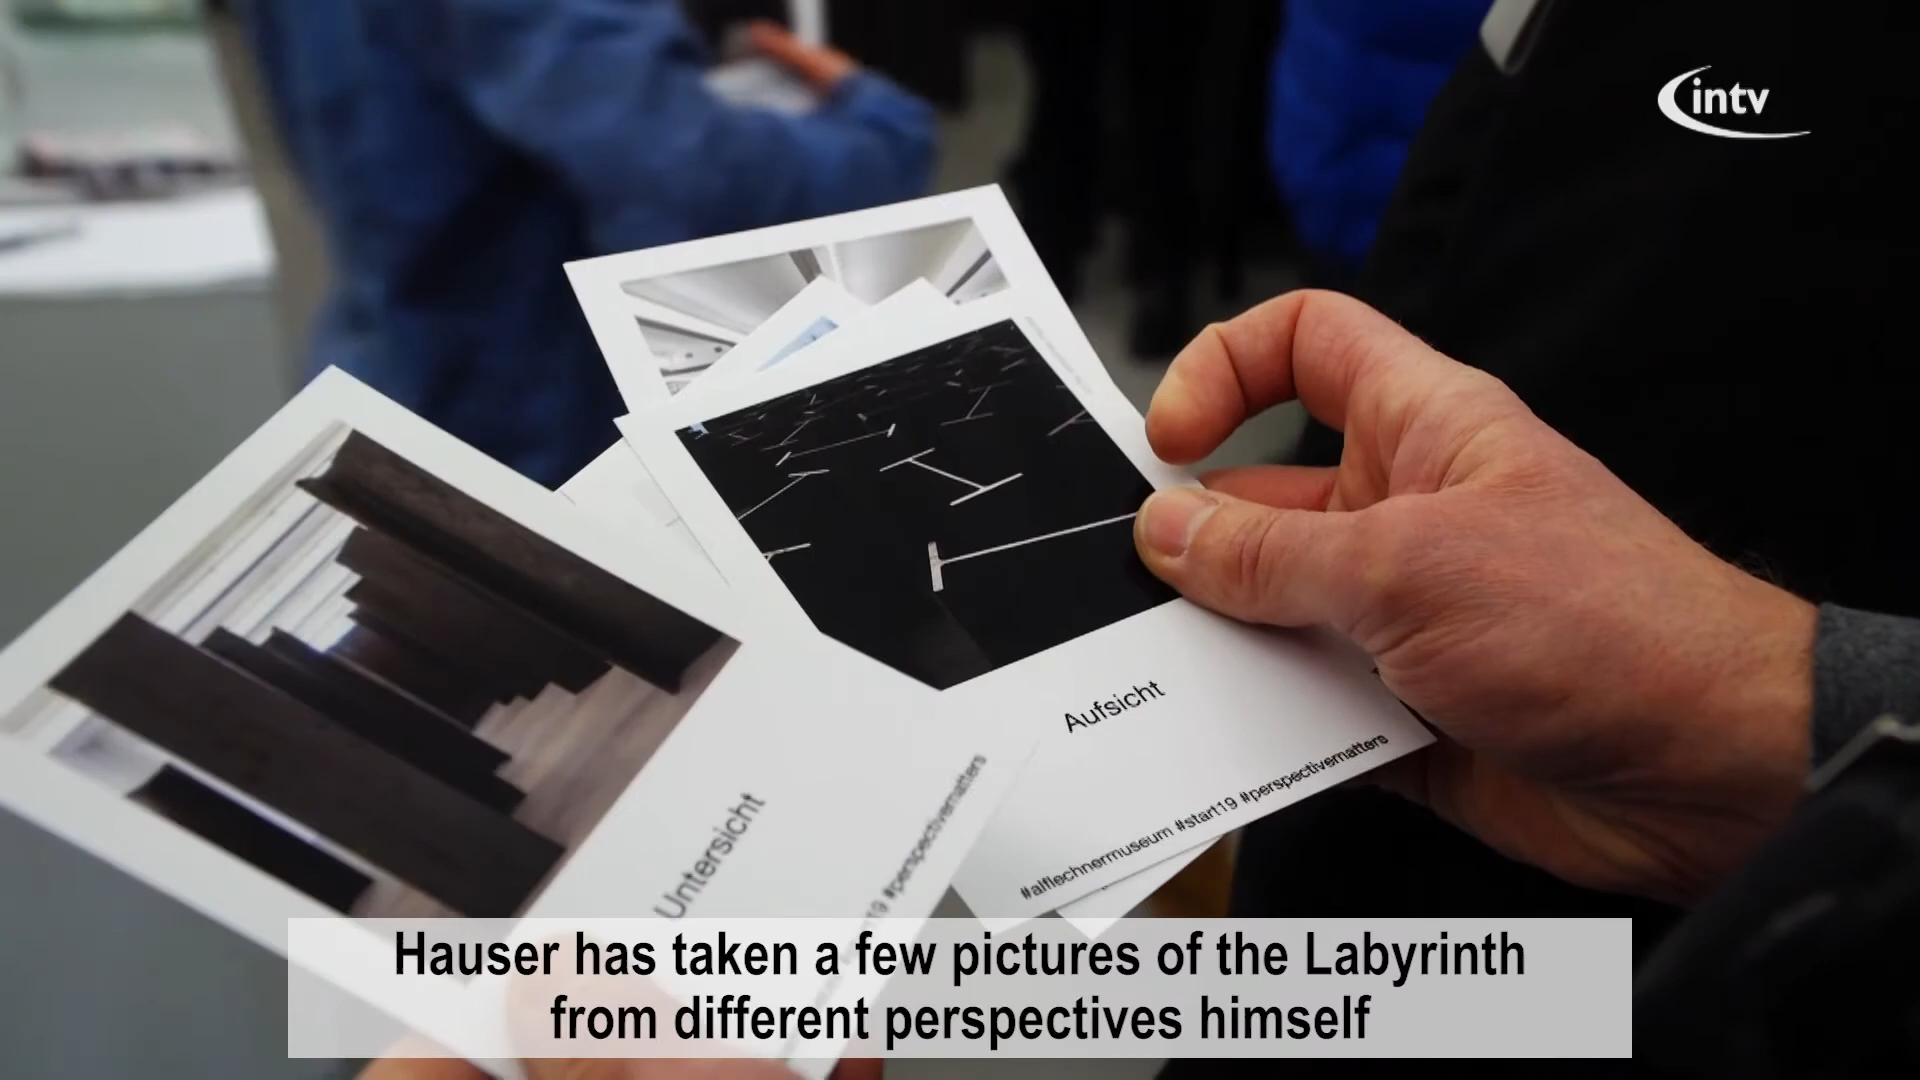 intv
Aufsicht
#alflechnermuseum #start19 #perspectivematters
Untersicht
#perspectivematters
Hauser has taken a few pictures of the Labyrinth
from different perspectives himself